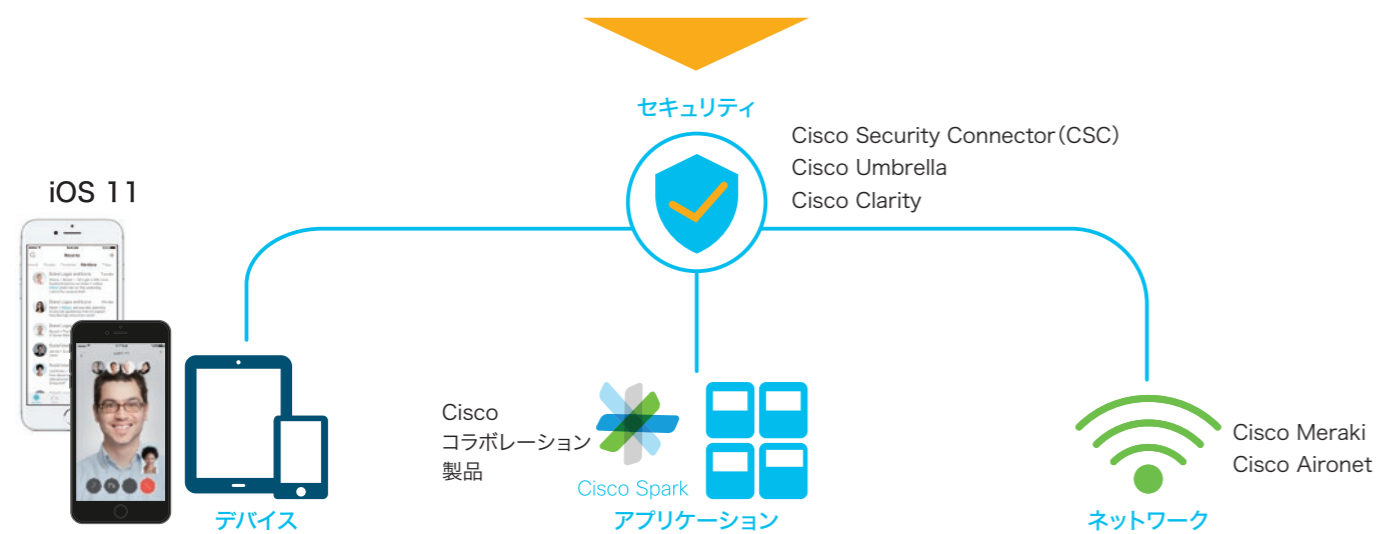 セキュリティ
Cisco Security Connector（CSC）
Cisco Umbrella
Cisco Clarity
iOS 11
Recents
Cisco
コラボレーション
製品
Cisco Spark
Cisco Meraki
Cisco Aironet
デバイス
アプリケーション
ネットワーク